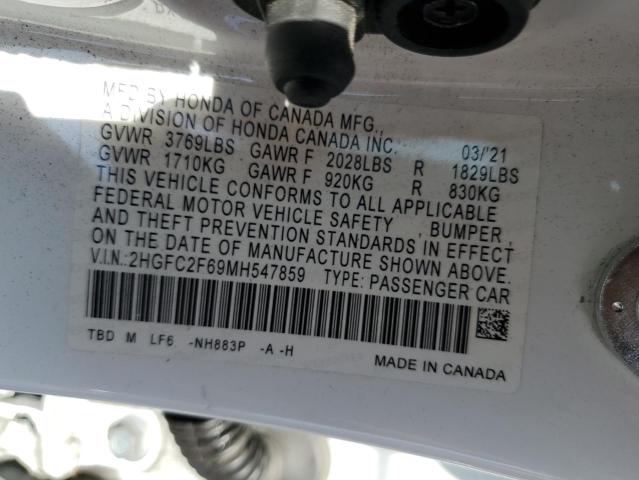 MFD BY HONDA OF CANADA MFG.,
A DIVISION OF HONDA CANADA INC. 03/'21
GVWR 3769LBS GAWR F 2028LBS R 1829LBS
GVWR 1710KG GAWR F 920KG R 830KG
THIS VEHICLE CONFORMS TO ALL APPLICABLE
FEDERAL MOTOR VEHICLE SAFETY, BUMPER
AND THEFT PREVENTION STANDARDS IN EFFECT
ON THE DATE OF MANUFACTURE SHOWN ABOVE.
V.I.N.:2HGFC2F69MH547859 TYPE: PASSENGER CAR
TBD M LF6 -NH883P -A -H
MADE IN CANADA